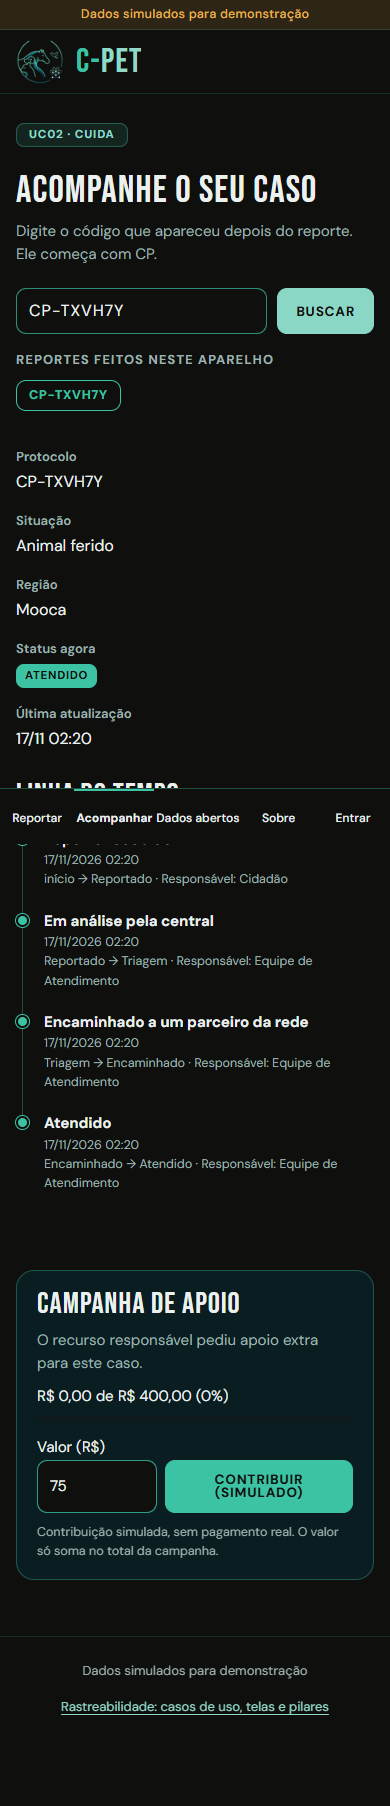 Dados simulados para demonstração
C-PET
UC02 · CUIDA
ACOMPANHE O SEU CASO
Digite o código que apareceu depois do reporte.
Ele começa com CP.
CP-TXVH7Y
BUSCAR
REPORTES FEITOS NESTE APARELHO
CP-TXVH7Y
Protocolo
CP-TXVH7Y
Situação
Animal ferido
Região
Mooca
Status agora
ATENDIDO
Última atualização
17/11 02:20
LINHA DO TEMPO
Reportar
Acompanhar
Dados abertos
Sobre
Entrar
17/11/2026 02:20
início → Reportado · Responsável: Cidadão
Em análise pela central
17/11/2026 02:20
Reportado → Triagem · Responsável: Equipe de
Atendimento
Encaminhado a um parceiro da rede
17/11/2026 02:20
Triagem → Encaminhado · Responsável: Equipe de
Atendimento
Atendido
17/11/2026 02:20
Encaminhado → Atendido · Responsável: Equipe de
Atendimento
CAMPANHA DE APOIO
O recurso responsável pediu apoio extra
para este caso.
R$ 0,00 de R$ 400,00 (0%)
Valor (R$)
75
CONTRIBUIR
(SIMULADO)
Contribuição simulada, sem pagamento real. O valor
só soma no total da campanha.
Dados simulados para demonstração
Rastreabilidade: casos de uso, telas e pilares